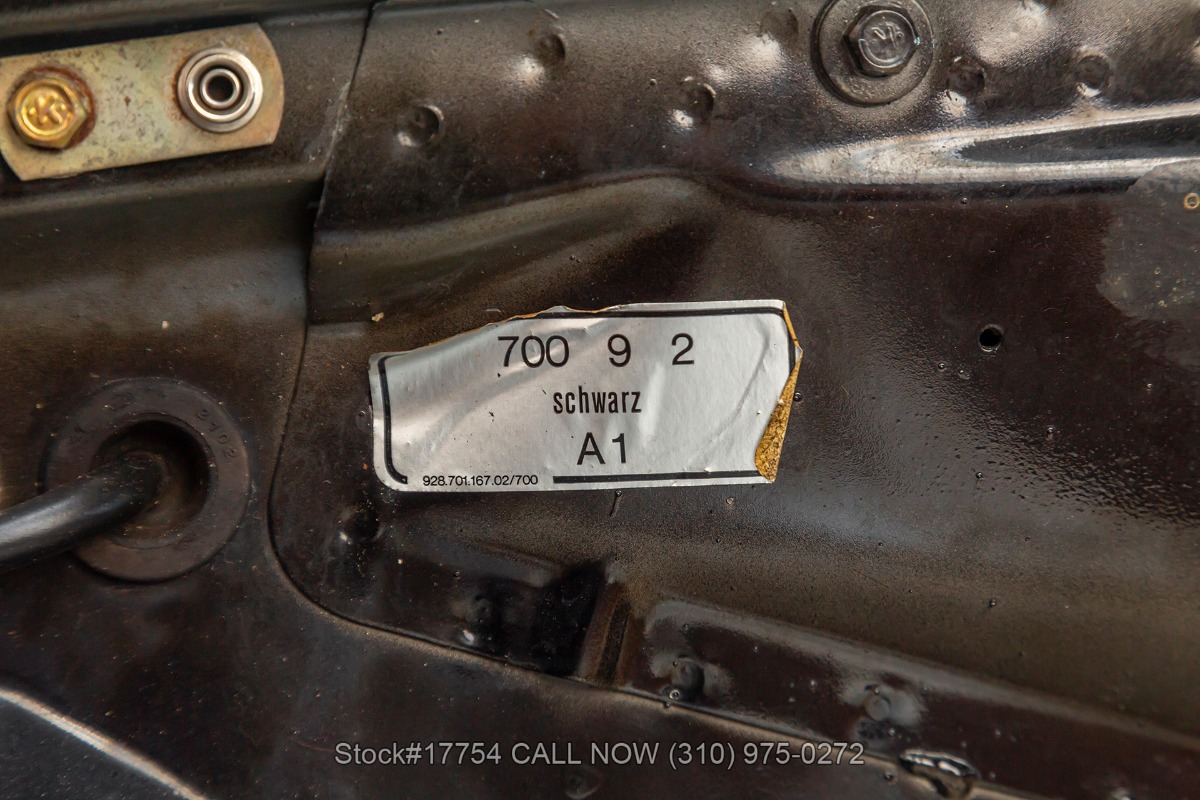 700 9 2
schwarz
A1
928.701.167.02/700
Stock#17754 CALL NOW (310) 975-0272